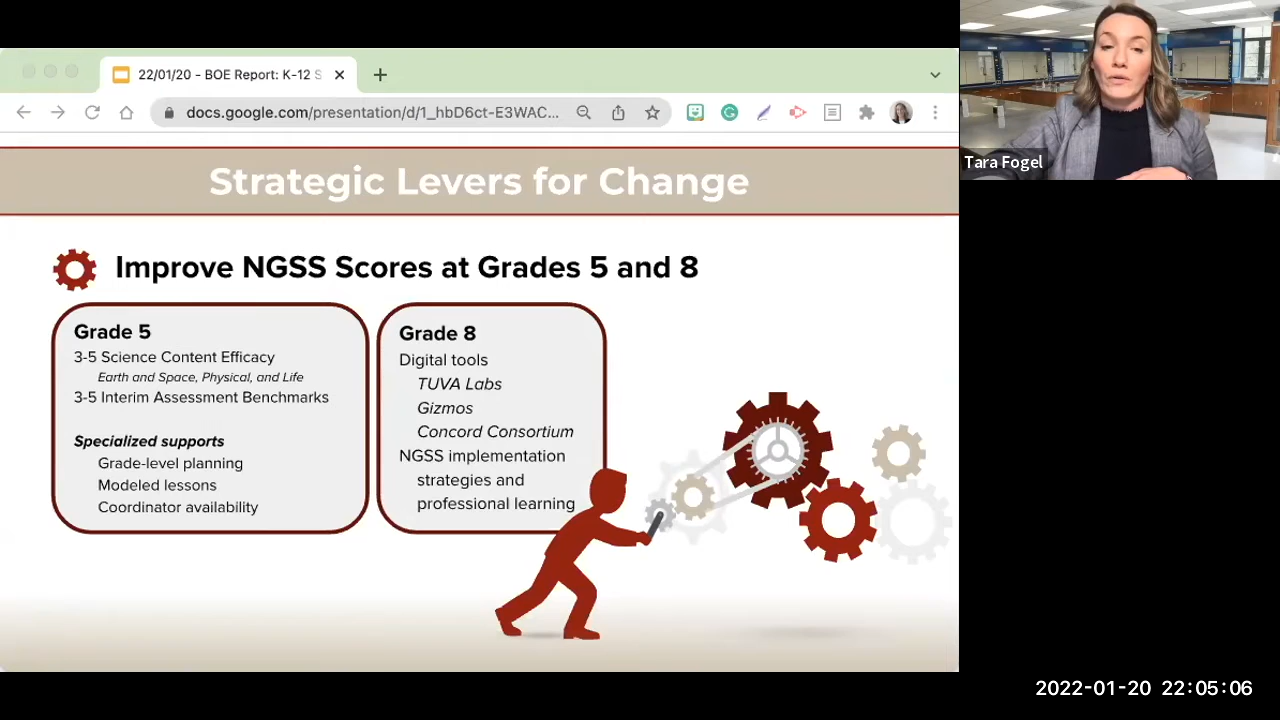 22/01/20 - BOE Report: K-12 S
docs.google.com/presentation/d/1_hbD6ct-E3WAC...
Tara Fogel
Strategic Levers for Change
Improve NGSS Scores at Grades 5 and 8
Grade 5
3-5 Science Content Efficacy
Earth and Space, Physical, and Life
3-5 Interim Assessment Benchmarks
Specialized supports
Grade-level planning
Modeled lessons
Coordinator availability
Grade 8
Digital tools
TUVA Labs
Gizmos
Concord Consortium
NGSS implementation
strategies and
professional learning
2022-01-20 22:05:06